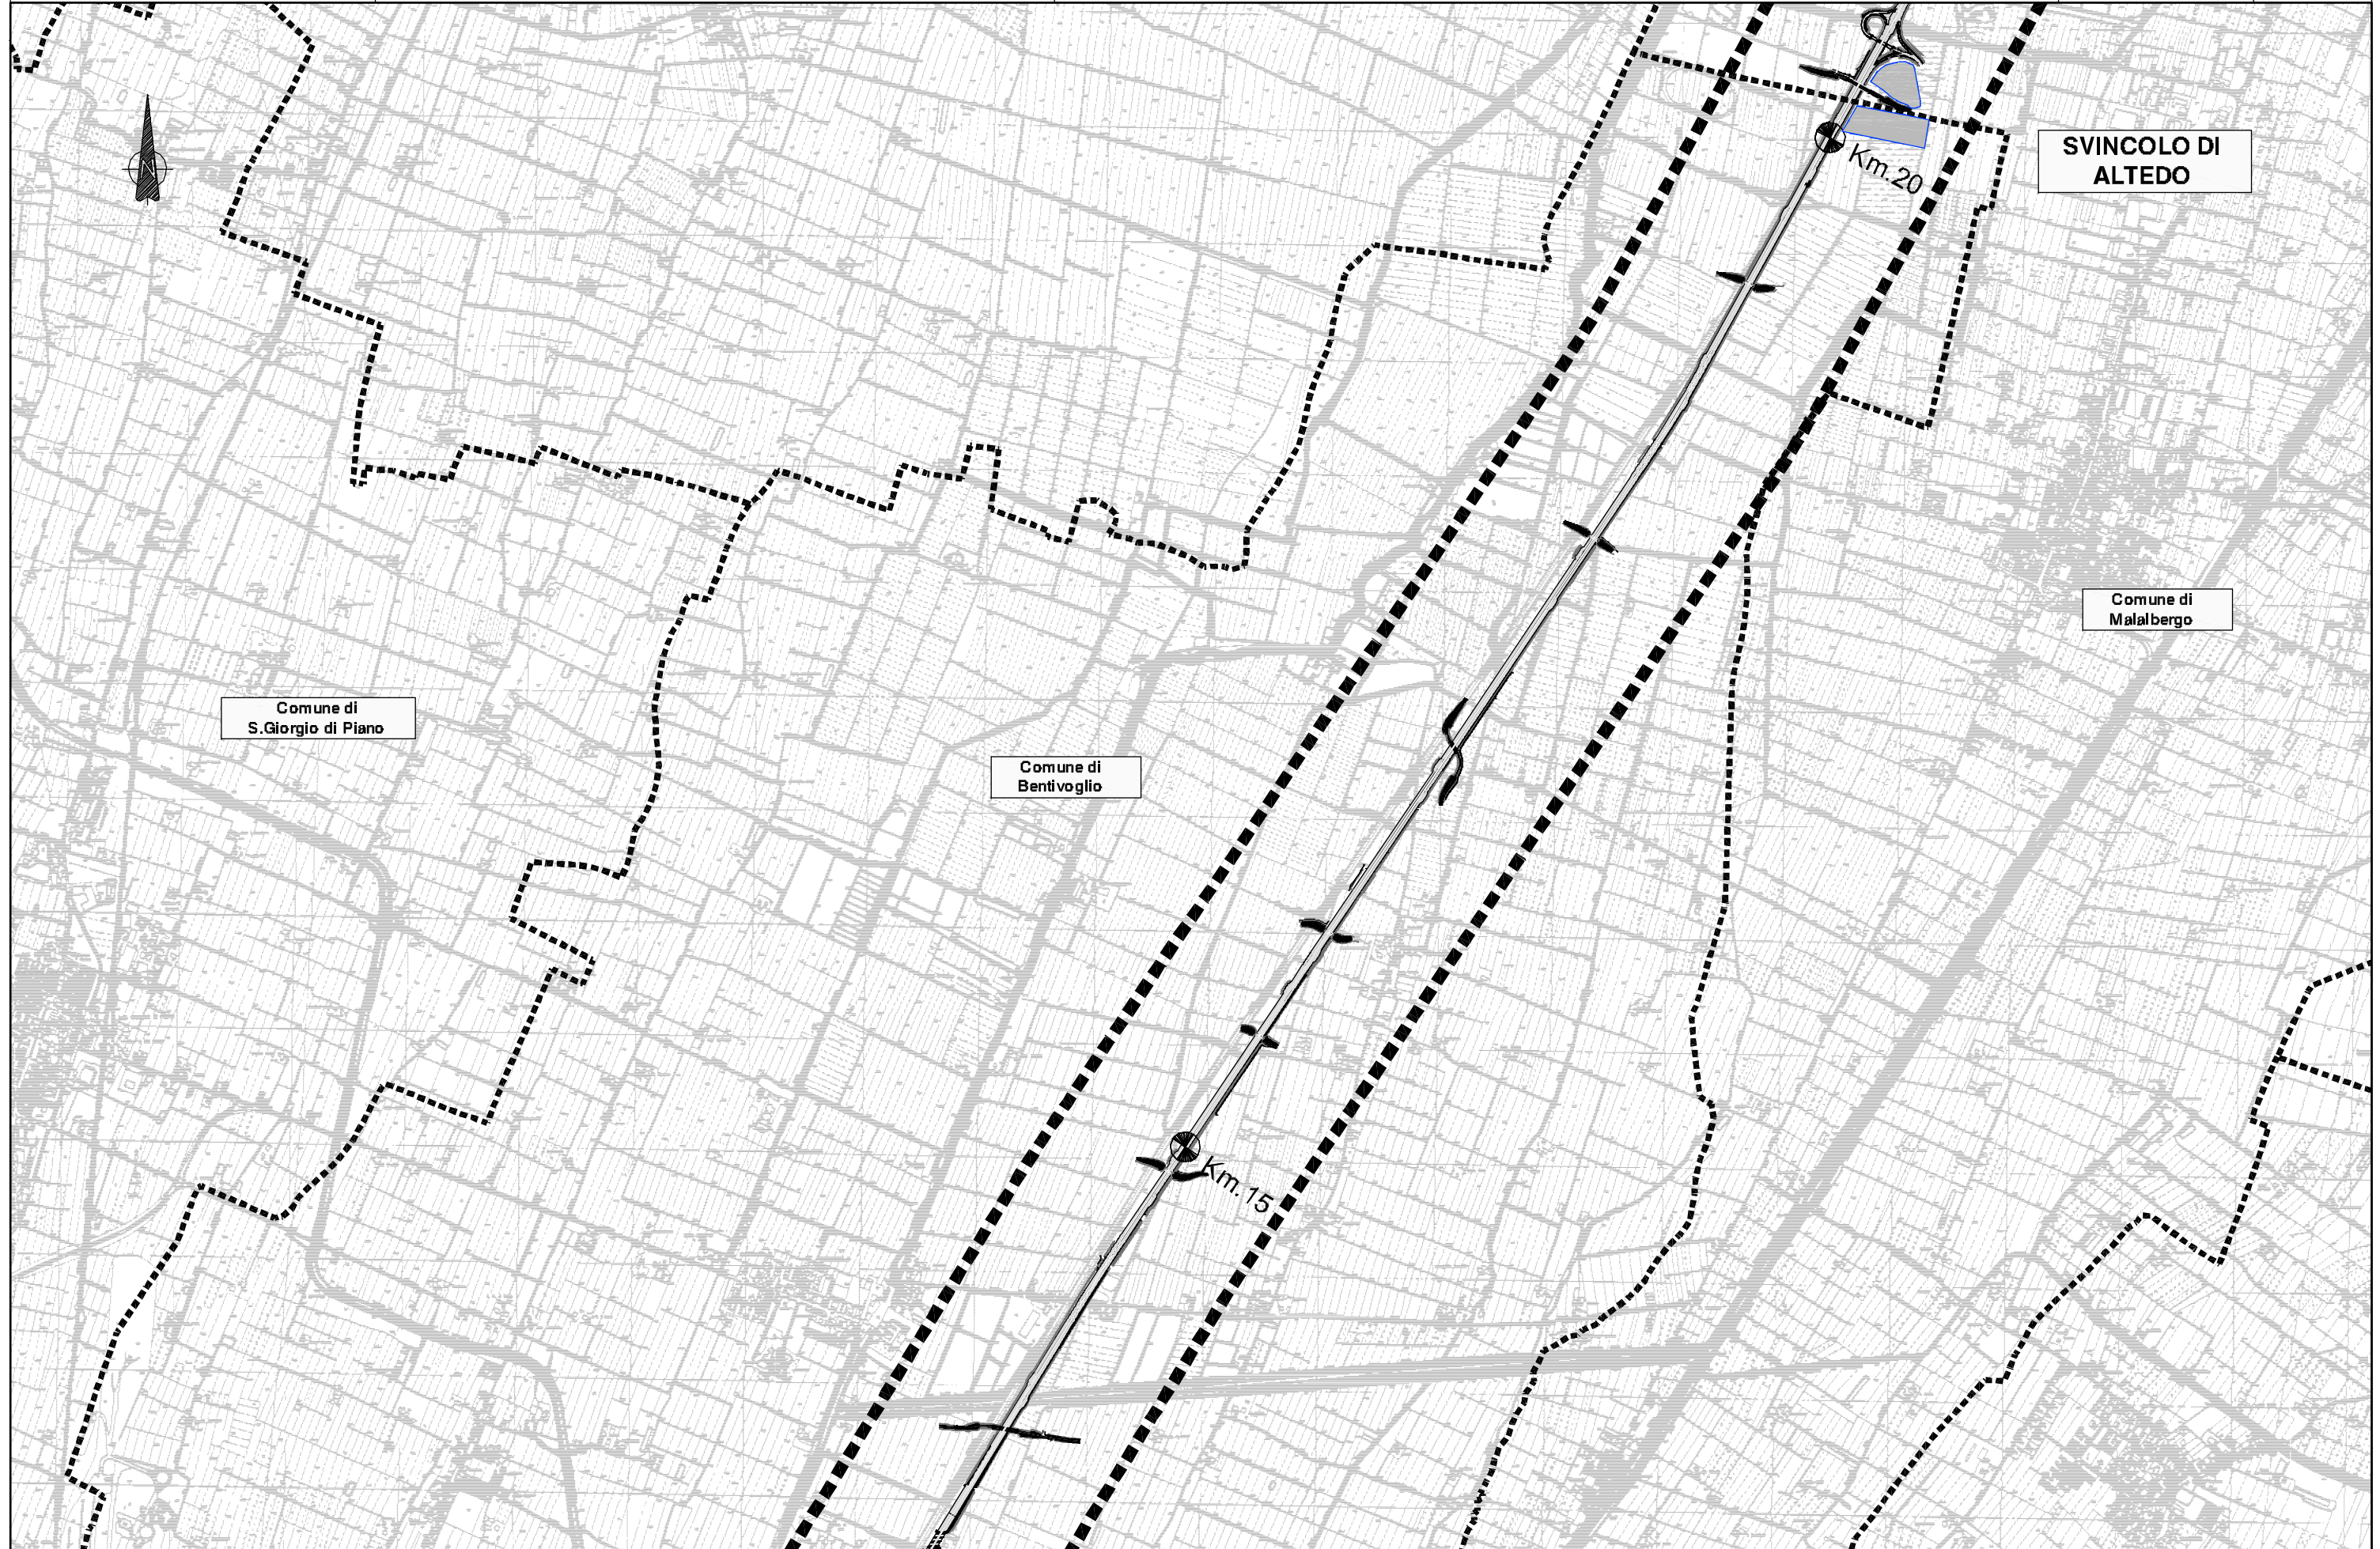 SVINCOLO DI
ALTEDO
Km.20
Comune di
Malalbergo
Comune di
S.Giorgio di Piano
Comune di
Bentivoglio
Km.15
N